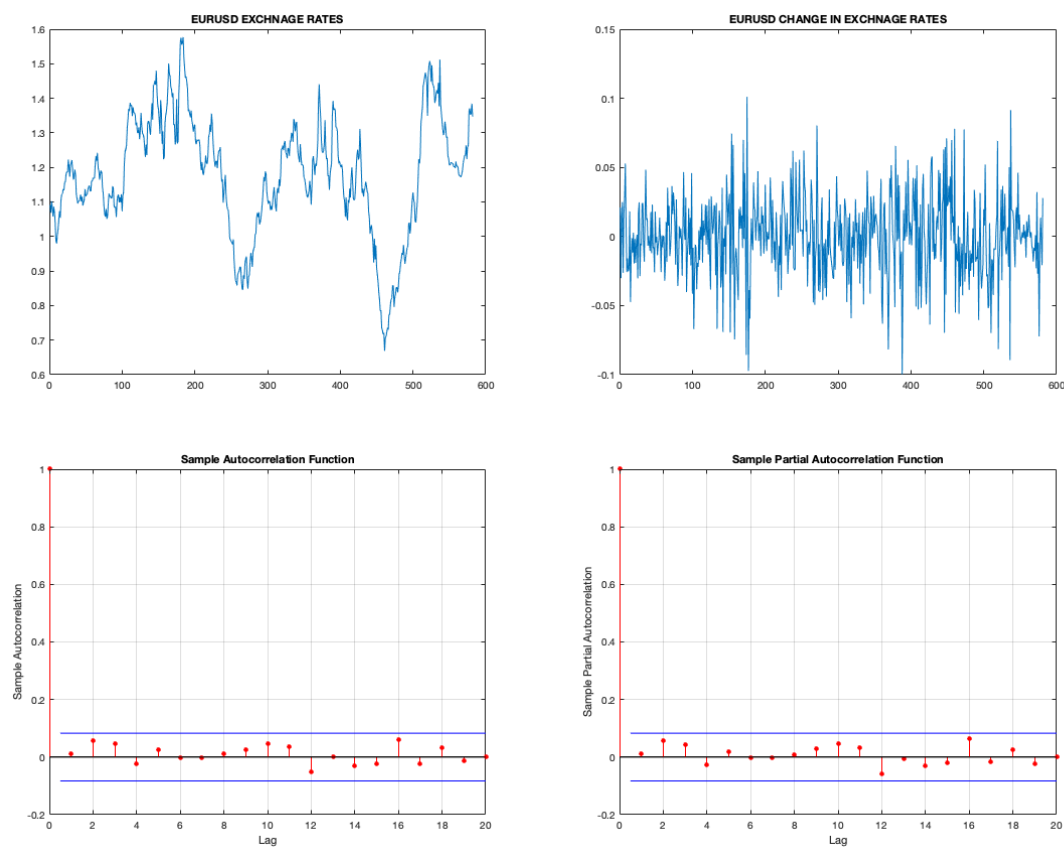 EURUSD EXCHNAGE RATES
1.6
1.5
1.4
1.3
1.2
1.1
1
0.9
0.8
0.7
0.6
0 100 200 300 400 500 600
EURUSD CHANGE IN EXCHNAGE RATES
0.15
0.1
0.05
0
-0.05
-0.1
0 100 200 300 400 500 600
Sample Autocorrelation Function
Sample Autocorrelation
1
0.8
0.6
0.4
0.2
0
-0.2
0 2 4 6 8 10 12 14 16 18 20
Lag
Sample Partial Autocorrelation Function
Sample Partial Autocorrelation
1
0.8
0.6
0.4
0.2
0
-0.2
0 2 4 6 8 10 12 14 16 18 20
Lag